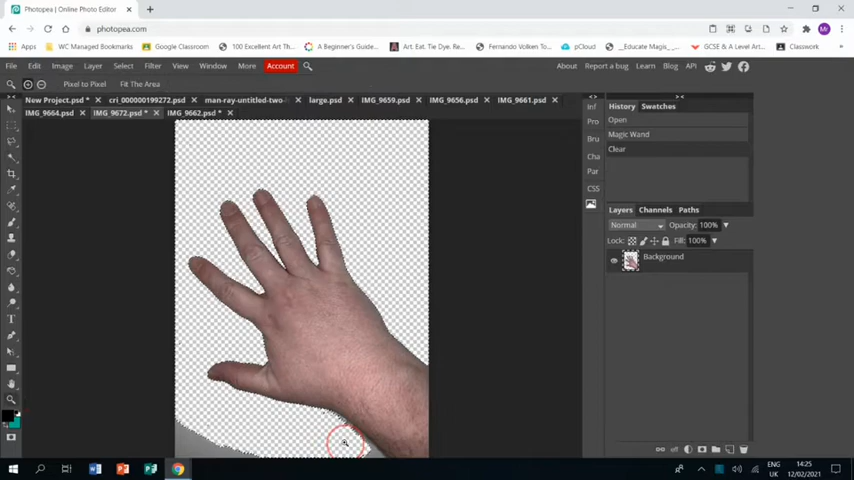 Photopea | Online Photo Editor
photopea.com
Apps
WC Managed Bookmarks
Google Classroom
100 Excellent Art Th...
A Beginner's Guide...
Art. Eat. Tie Dye. Re...
Fernando Volken To...
pCloud
__Educate Magis_-...
GCSE & A Level Art...
Classwork
File Edit Image Layer Select Filter View Window More Account
About Report a bug Learn Blog API
Pixel to Pixel Fit The Area
New Project.psd * cri_000000199272.psd man-ray-untitled-two- large.psd IMG_9659.psd IMG_9656.psd IMG_9661.psd
IMG_9664.psd IMG_9672.psd * IMG_9662.psd *
Inf
Pro
Bru
Cha
Par
CSS
History Swatches
Open
Magic Wand
Clear
Layers Channels Paths
Normal Opacity: 100%
Lock: Fill: 100%
Background
eff
ENG
UK
14:25
12/02/2021